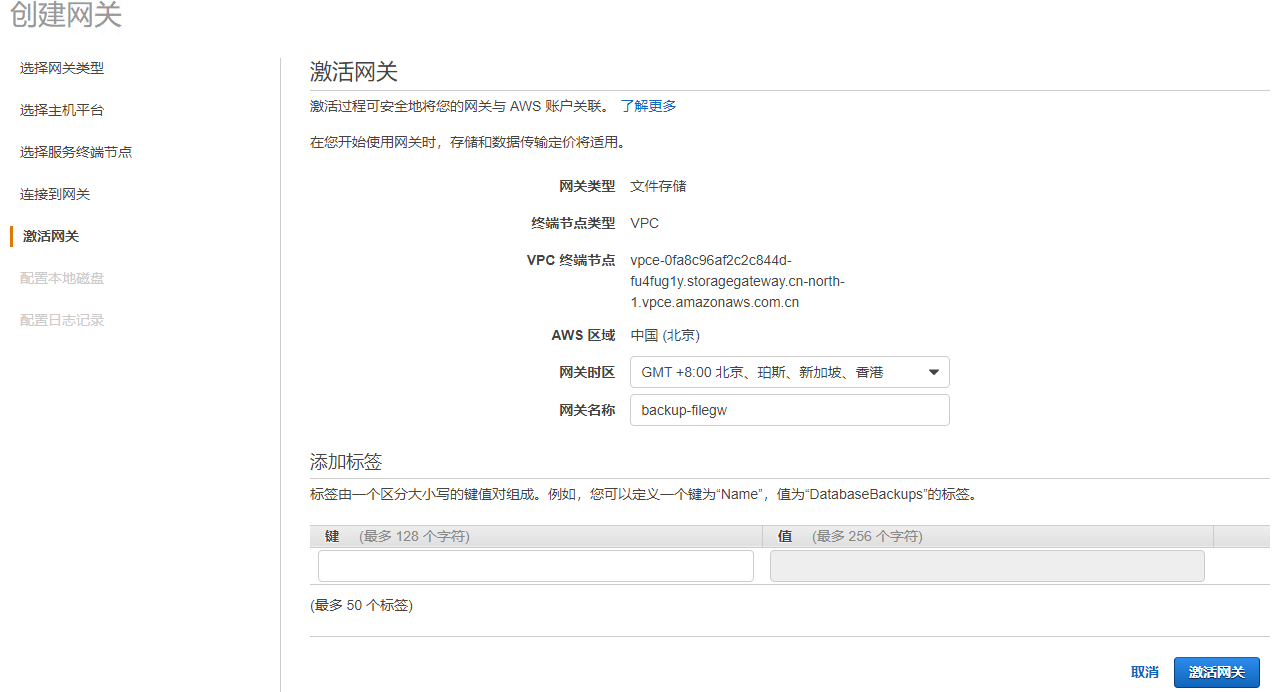 创建网关
选择网关类型
选择主机平台
选择服务终端节点
连接到网关
激活网关
配置本地磁盘
配置日志记录
激活网关
激活过程可安全地将您的网关与 AWS 账户关联。 了解更多
在您开始使用网关时，存储和数据传输定价将适用。
网关类型 文件存储
终端节点类型 VPC
VPC 终端节点 vpce-0fa8c96af2c2c844d-
fu4fug1y.storagegateway.cn-north-
1.vpce.amazonaws.com.cn
AWS 区域 中国 (北京)
网关时区 GMT +8:00 北京、珀斯、新加坡、香港
网关名称 backup-filegw
添加标签
标签由一个区分大小写的键值对组成。例如，您可以定义一个键为“Name”，值为“DatabaseBackups”的标签。
键 (最多 128 个字符) 值 (最多 256 个字符)
(最多 50 个标签)
取消 激活网关